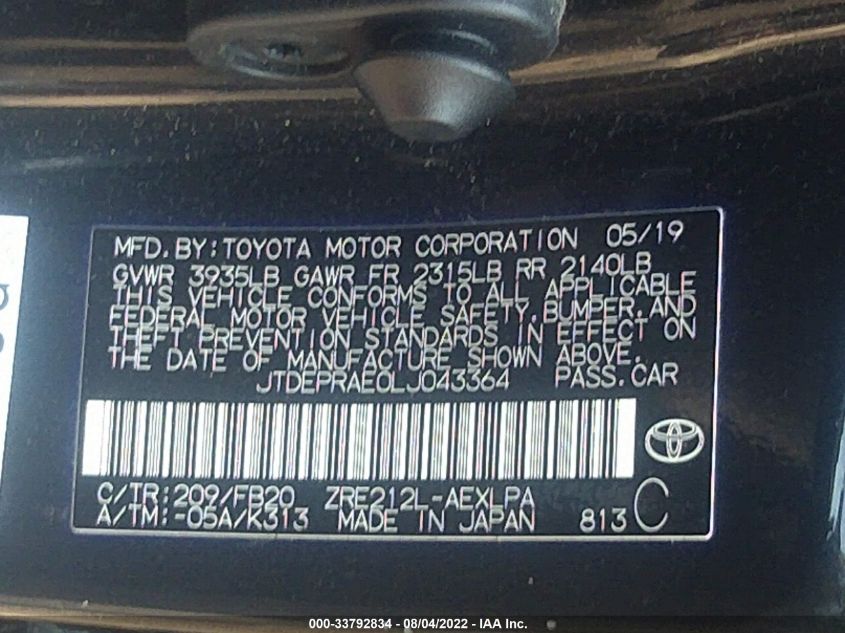 MFD.BY:TOYOTA MOTOR CORPORATION 05/19
GVWR 3935LB GAWR FR 2315LB RR 2140LB
THIS VEHICLE CONFORMS TO ALL APPLICABLE
FEDERAL MOTOR VEHICLE SAFETY,BUMPER,AND
THEFT PREVENTION STANDARDS IN EFFECT ON
THE DATE OF MANUFACTURE SHOWN ABOVE.
JTDEPRAE0LJ043364 PASS.CAR
C/TR:209/FB20 ZRE212L-AEXLPA
A/TM:-05A/K313 MADE IN JAPAN 813 C
000-33792834 - 08/04/2022 - IAA Inc.